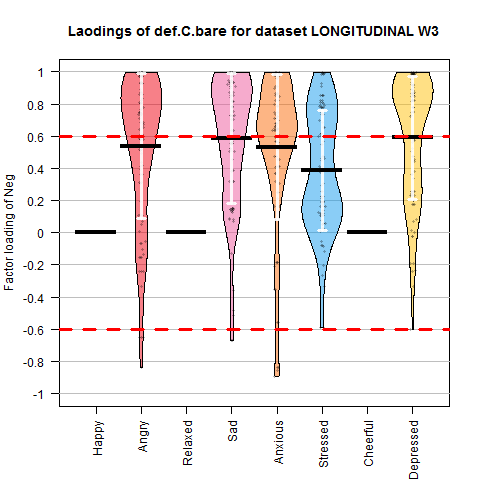 Laodings of def.C.bare for dataset LONGITUDINAL W3
Factor loading of Neg
1
0.8
0.6
0.4
0.2
0
-0.2
-0.4
-0.6
-0.8
-1
Happy
Angry
Relaxed
Sad
Anxious
Stressed
Cheerful
Depressed